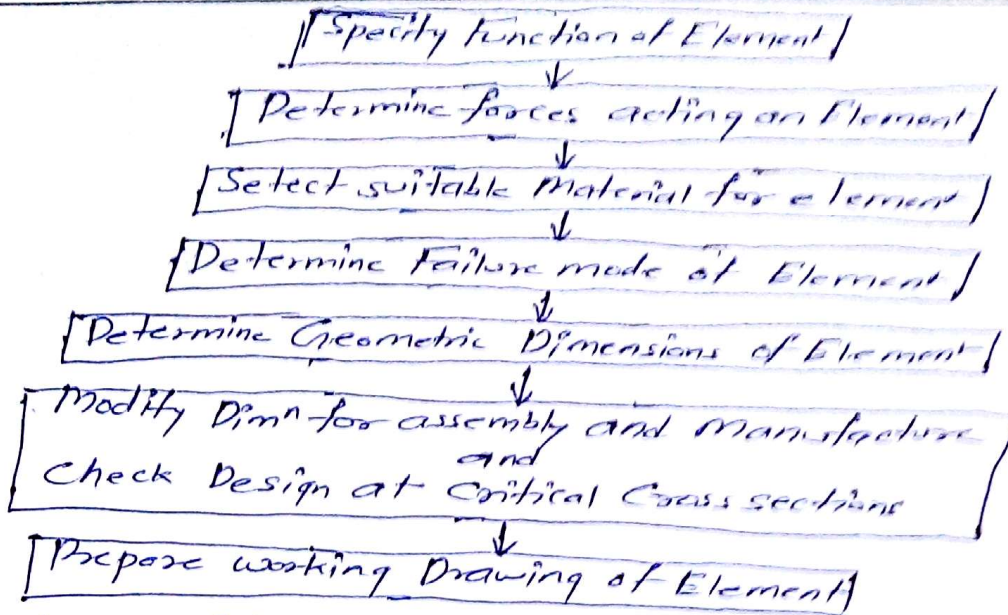 Specify Function of Element
Determine forces acting on Element
Select suitable Material for element
Determine Failure mode of Element
Determine Geometric Dimensions of Element
Modify Dimⁿ for assembly and Manufacture
and
Check Design at Critical Cross sections
Prepare working Drawing of Element